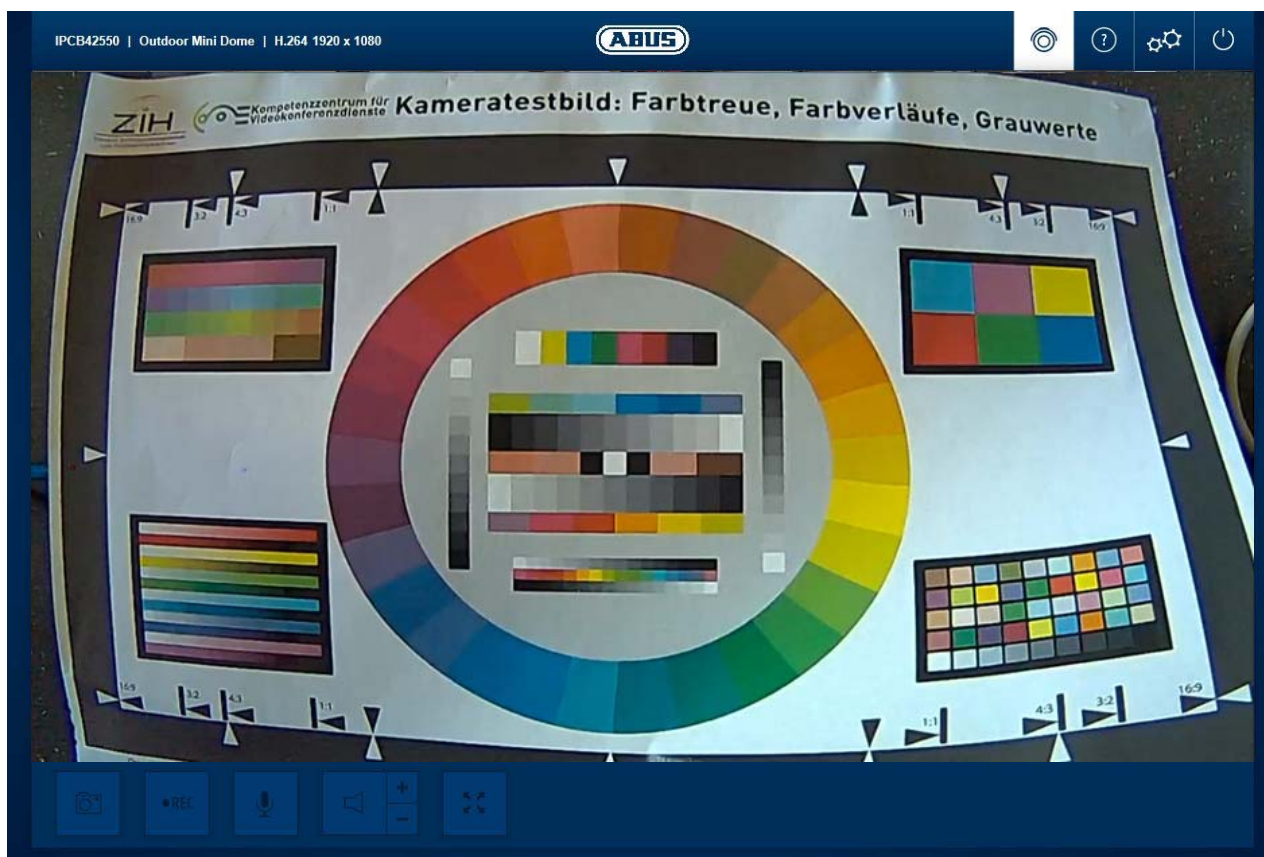 IPCB42550 | Outdoor Mini Dome | H.264 1920 x 1080
ABUS
?
ZIH
Kompetenzzentrum für
Videokonferenzdienste
Kameratestbild: Farbtreue, Farbverläufe, Grauwerte
16:9 3:2 4:3 1:1 1:1 4:3 3:2 16:9
16:9 3:2 4:3 1:1 1:1 4:3 3:2 16:9
REC
+
-